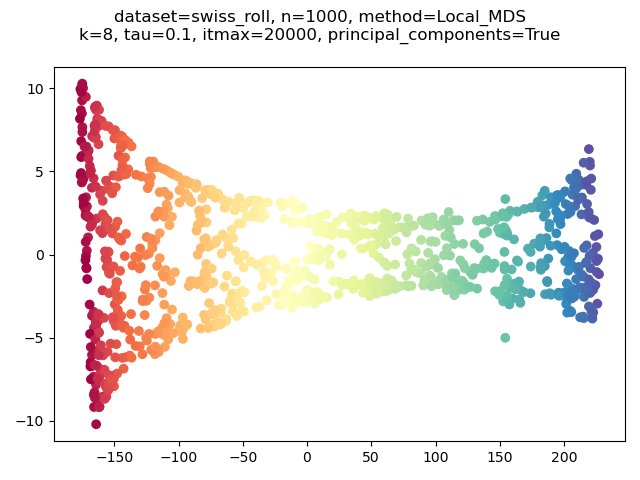 dataset=swiss_roll, n=1000, method=Local_MDS
k=8, tau=0.1, itmax=20000, principal_components=True
10
5
0
−5
−10
−150 −100 −50 0 50 100 150 200